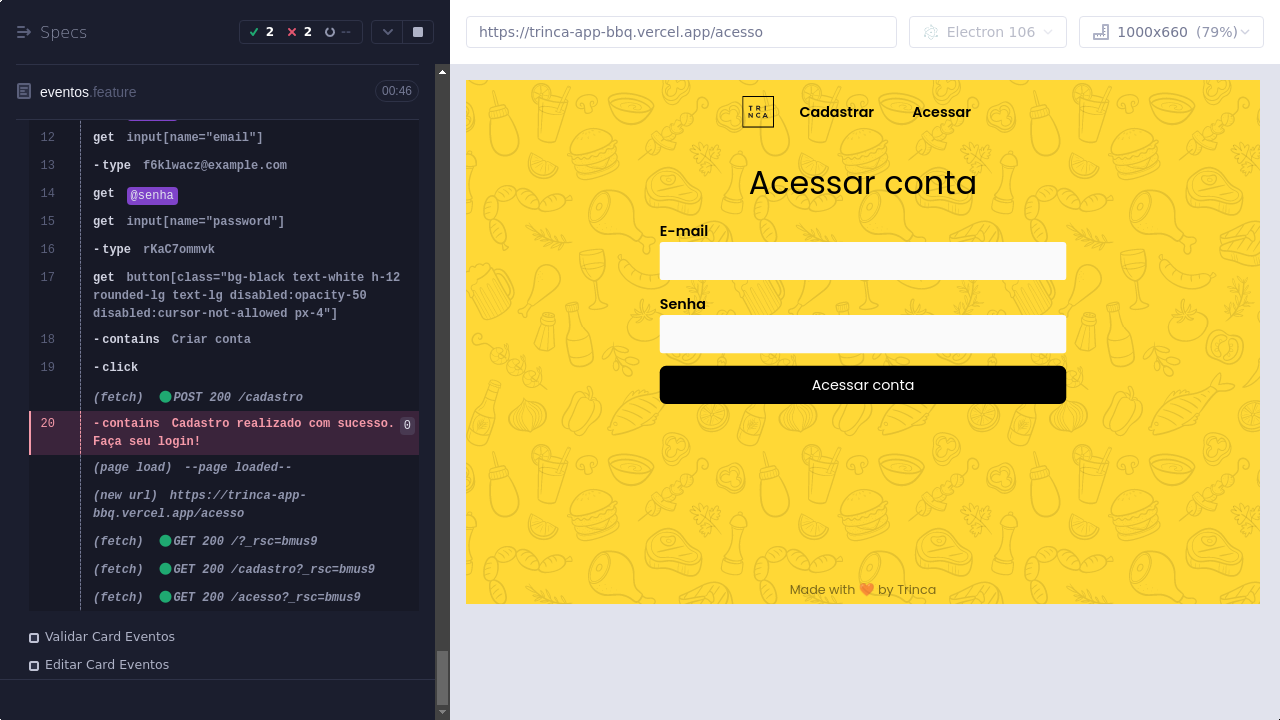 Specs
2
2
--
https://trinca-app-bbq.vercel.app/acesso
Electron 106
1000x660 (79%)
eventos.feature
00:46
12 get input[name="email"]
13 -type f6klwacz@example.com
14 get @senha
15 get input[name="password"]
16 -type rKaC7ommvk
17 get button[class="bg-black text-white h-12
rounded-lg text-lg disabled:opacity-50
disabled:cursor-not-allowed px-4"]
18 -contains Criar conta
19 -click
(fetch) POST 200 /cadastro
20 -contains Cadastro realizado com sucesso. 0
Faça seu login!
(page load) --page loaded--
(new url) https://trinca-app-
bbq.vercel.app/acesso
(fetch) GET 200 /?_rsc=bmus9
(fetch) GET 200 /cadastro?_rsc=bmus9
(fetch) GET 200 /acesso?_rsc=bmus9
Validar Card Eventos
Editar Card Eventos
TRI
NCA
Cadastrar
Acessar
Acessar conta
E-mail
Senha
Acessar conta
Made with 🧡 by Trinca